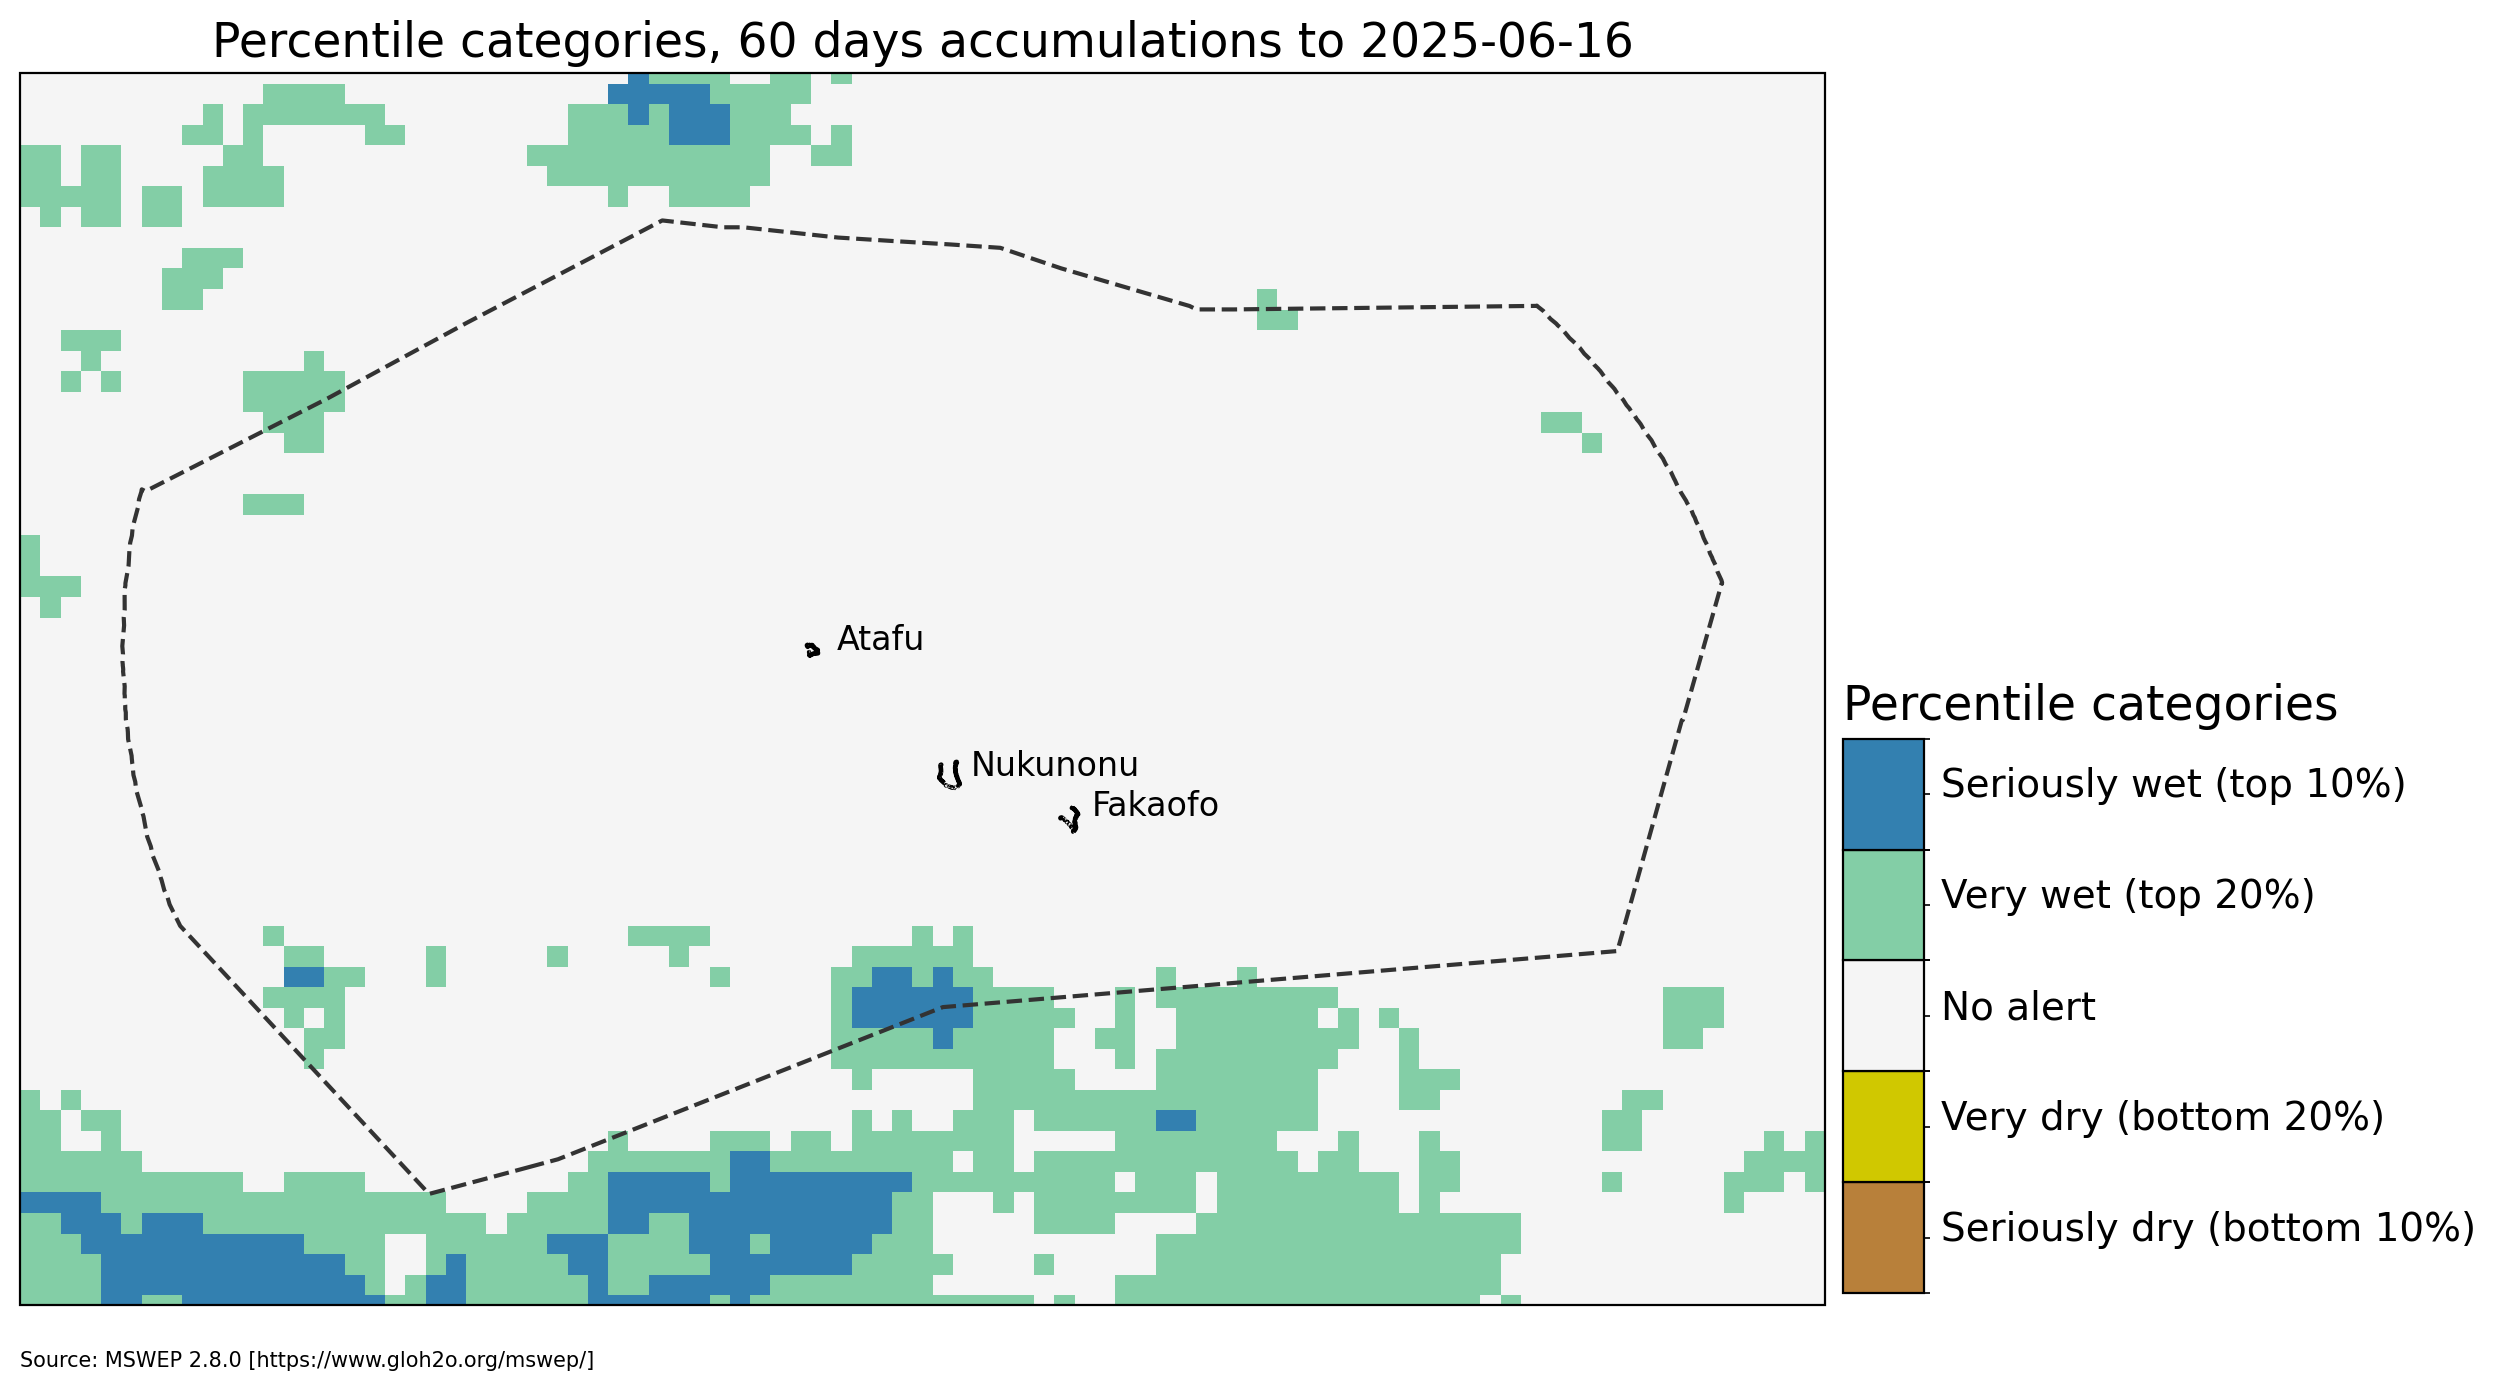 Percentile categories, 60 days accumulations to 2025-06-16
Atafu
Nukunonu
Fakaofo
Percentile categories
Seriously wet (top 10%)
Very wet (top 20%)
No alert
Very dry (bottom 20%)
Seriously dry (bottom 10%)
Source: MSWEP 2.8.0 [https://www.gloh2o.org/mswep/]